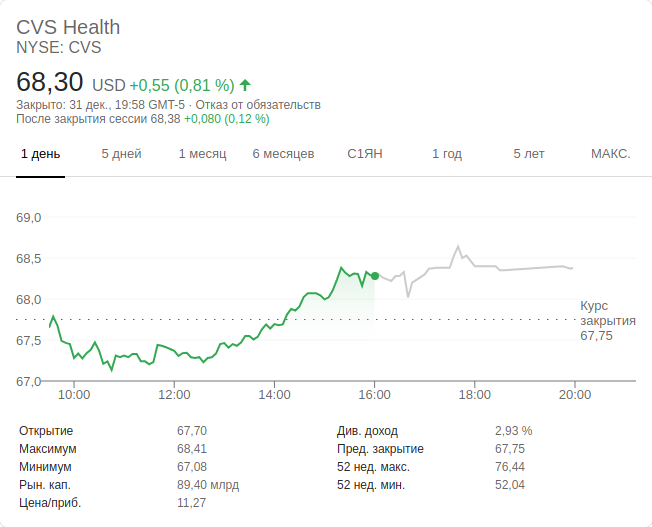 CVS Health
NYSE: CVS
68,30 USD +0,55 (0,81 %)
Закрыто: 31 дек., 19:58 GMT-5 · Отказ от обязательств
После закрытия сессии 68,38 +0,080 (0,12 %)
1 день 5 дней 1 месяц 6 месяцев С1ЯН 1 год 5 лет МАКС.
69,0
68,5
68,0
67,5
67,0
Курс
закрытия
67,75
10:00 12:00 14:00 16:00 18:00 20:00
Открытие 67,70 Див. доход 2,93 %
Максимум 68,41 Пред. закрытие 67,75
Минимум 67,08 52 нед. макс. 76,44
Рын. кап. 89,40 млрд 52 нед. мин. 52,04
Цена/приб. 11,27